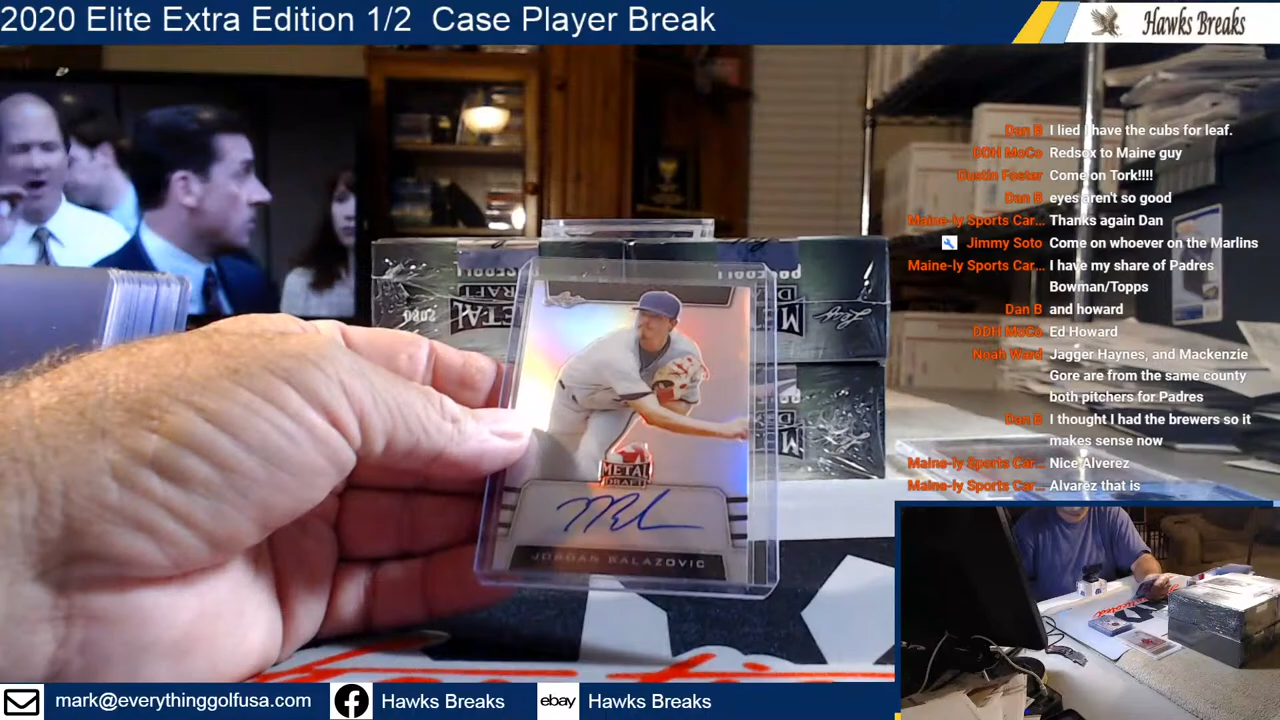 2020 Elite Extra Edition 1/2 Case Player Break
Hawks Breaks
Dan B I lied I have the cubs for leaf.
DDH MoCo Redsox to Maine guy
Dustin Foster Come on Tork!!!!
Dan B eyes aren't so good
Maine-ly Sports Car... Thanks again Dan
Jimmy Soto Come on whoever on the Marlins
Maine-ly Sports Car... I have my share of Padres
Bowman/Topps
Dan B and howard
DDH MoCo Ed Howard
Noah Ward Jagger Haynes, and Mackenzie
Gore are from the same county
both pitchers for Padres
Dan B I thought I had the brewers so it
makes sense now
Maine-ly Sports Car... Nice Alverez
Maine-ly Sports Car... Alvarez that is
METAL
DRAFT
2020
Leaf
METAL
DRAFT
JORDAN BALAZOVIC
mark@everythinggolfusa.com
Hawks Breaks
ebay
Hawks Breaks